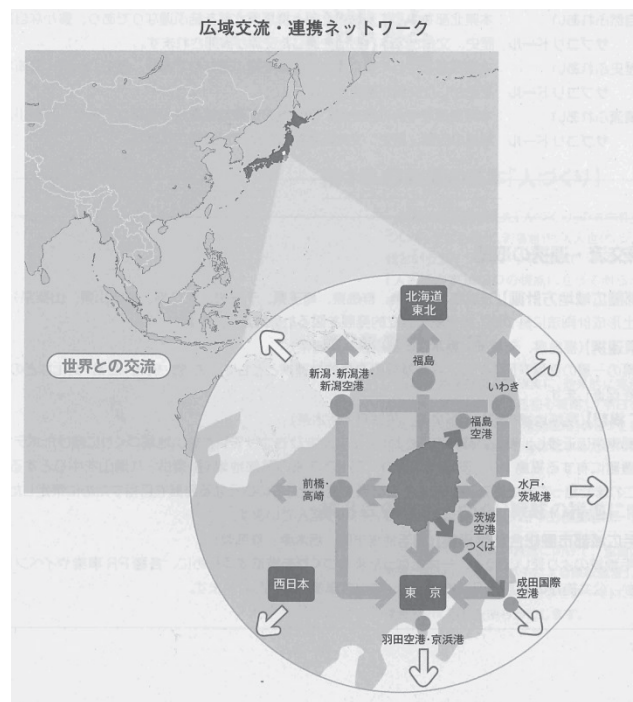 広域交流・連携ネットワーク
世界との交流
北海道
東北
新潟・新潟港・
新潟空港
福島
いわき
福島
空港
前橋・
高崎
水戸・
茨城港
茨城
空港
つくば
西日本
東 京
成田国際
空港
羽田空港・京浜港